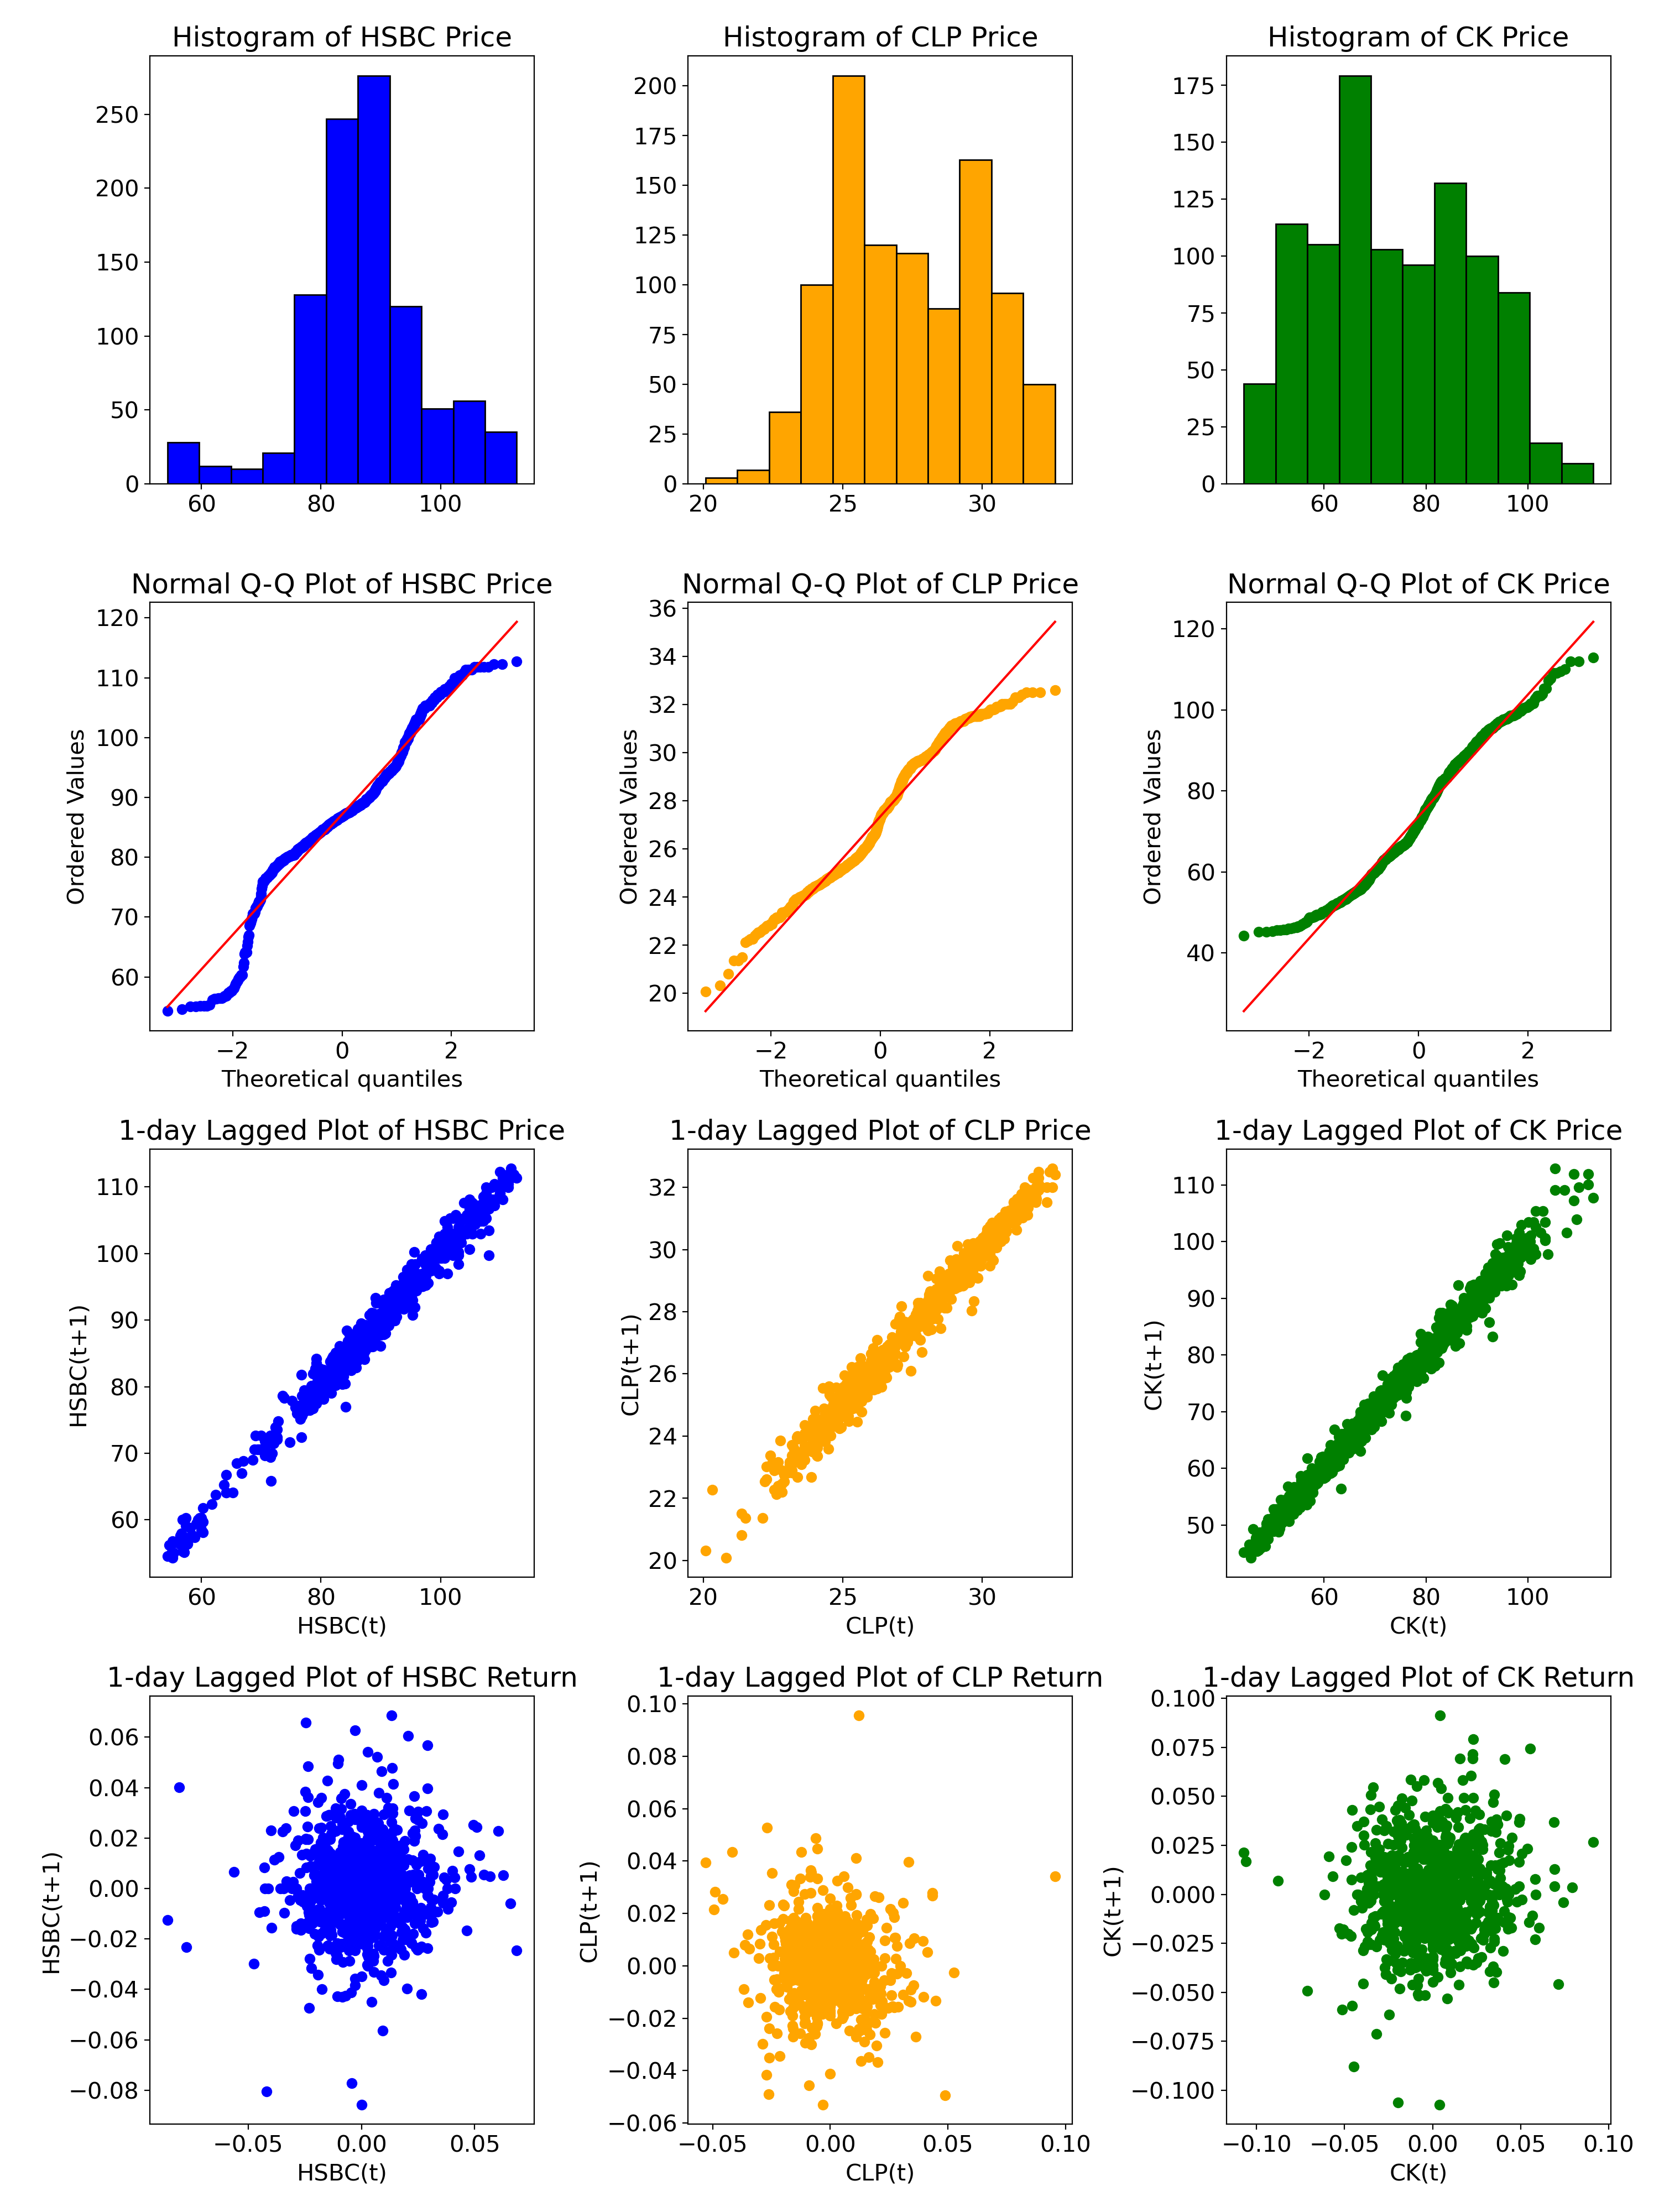 Histogram of HSBC Price
250
200
150
100
50
0
60 80 100
Histogram of CLP Price
200
175
150
125
100
75
50
25
0
20 25 30
Histogram of CK Price
175
150
125
100
75
50
25
0
60 80 100
Normal Q-Q Plot of HSBC Price
120
110
100
90
80
70
60
Ordered Values
−2 0 2
Theoretical quantiles
Normal Q-Q Plot of CLP Price
36
34
32
30
28
26
24
22
20
Ordered Values
−2 0 2
Theoretical quantiles
Normal Q-Q Plot of CK Price
120
100
80
60
40
Ordered Values
−2 0 2
Theoretical quantiles
1-day Lagged Plot of HSBC Price
110
100
90
80
70
60
HSBC(t+1)
60 80 100
HSBC(t)
1-day Lagged Plot of CLP Price
32
30
28
26
24
22
20
CLP(t+1)
20 25 30
CLP(t)
1-day Lagged Plot of CK Price
110
100
90
80
70
60
50
CK(t+1)
60 80 100
CK(t)
1-day Lagged Plot of HSBC Return
0.06
0.04
0.02
0.00
−0.02
−0.04
−0.06
−0.08
HSBC(t+1)
−0.05 0.00 0.05
HSBC(t)
1-day Lagged Plot of CLP Return
0.10
0.08
0.06
0.04
0.02
0.00
−0.02
−0.04
−0.06
CLP(t+1)
−0.05 0.00 0.05 0.10
CLP(t)
1-day Lagged Plot of CK Return
0.100
0.075
0.050
0.025
0.000
−0.025
−0.050
−0.075
−0.100
CK(t+1)
−0.10 −0.05 0.00 0.05 0.10
CK(t)